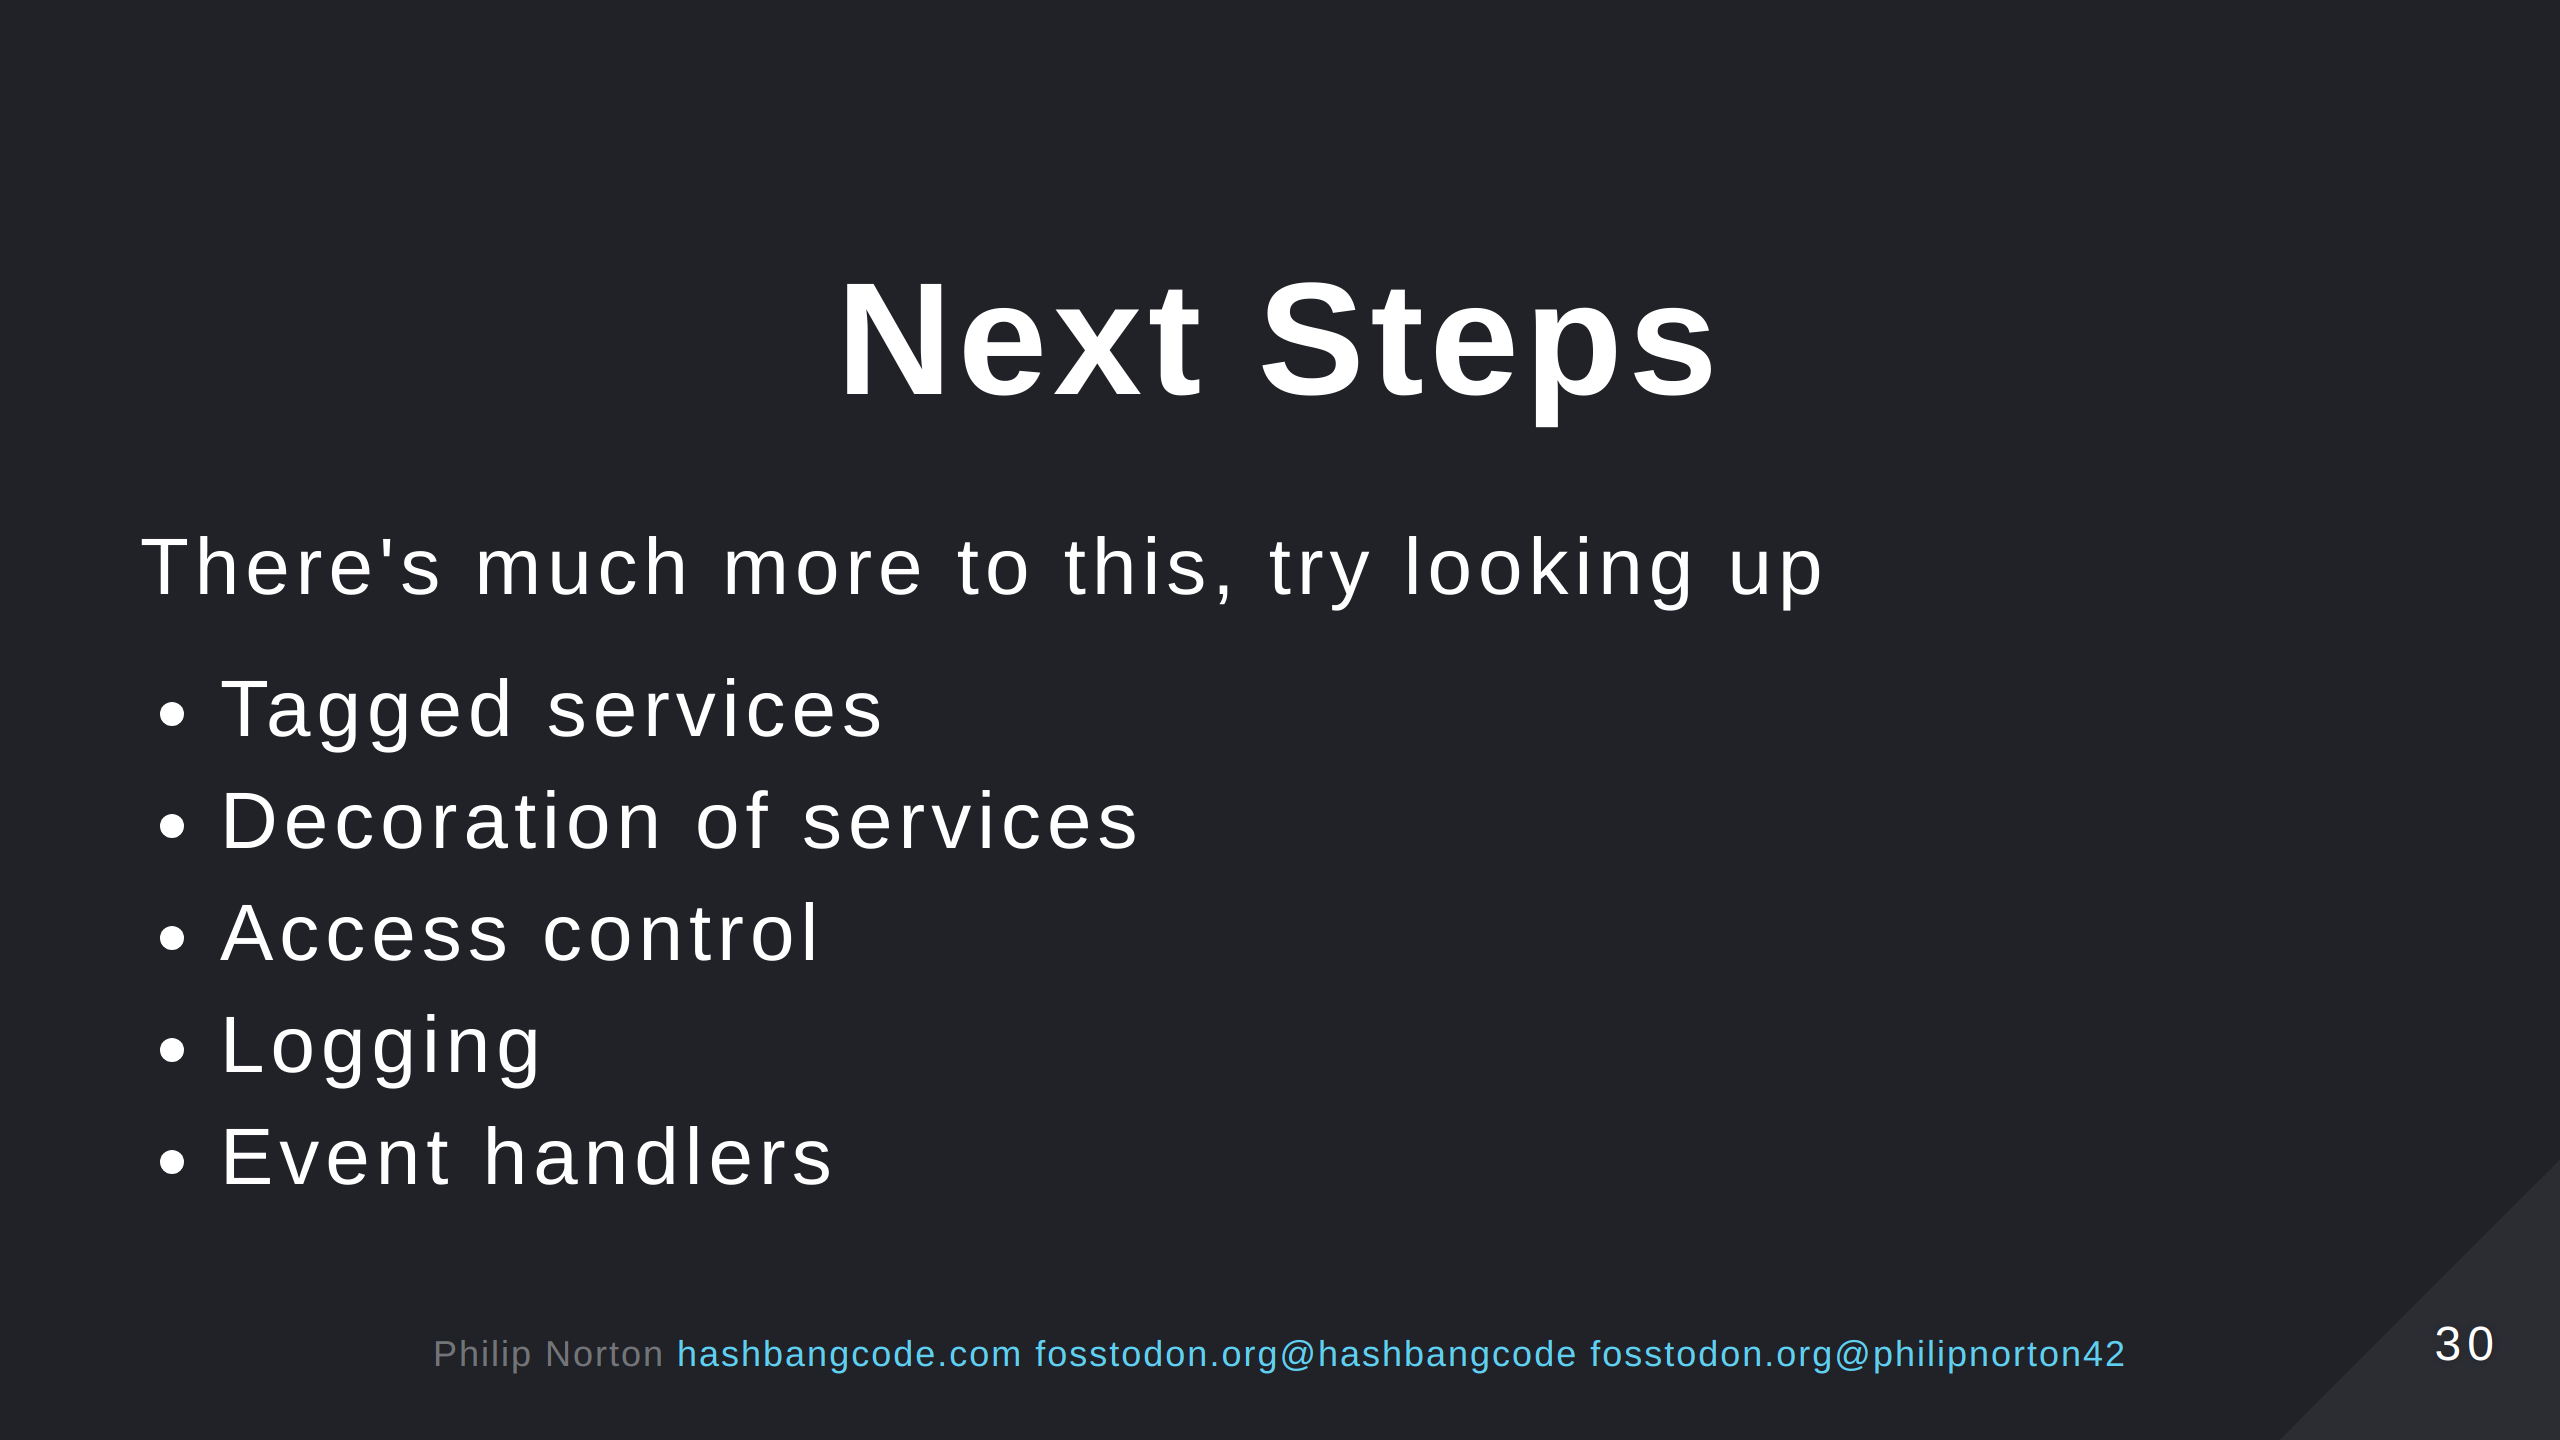 Next Steps
There's much more to this, try looking up
• Tagged services
• Decoration of services
• Access control
• Logging
• Event handlers
Philip Norton hashbangcode.com fosstodon.org@hashbangcode fosstodon.org@philipnorton42
30